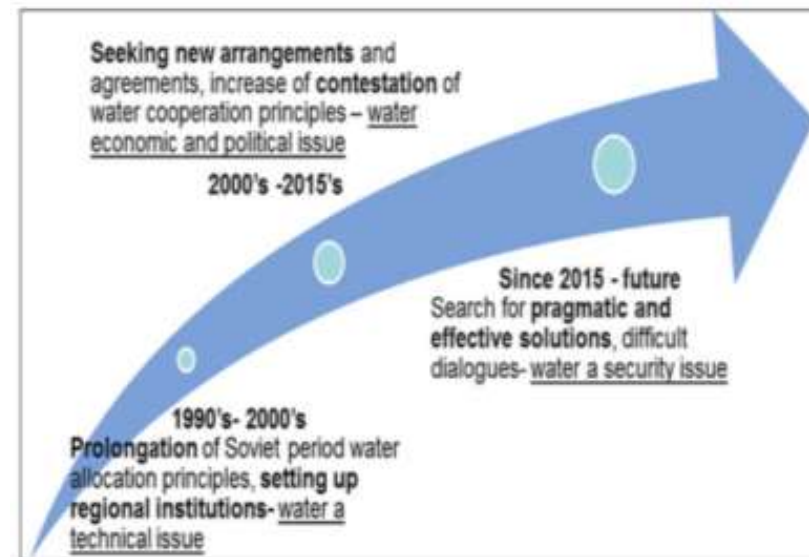 Seeking new arrangements and
agreements, increase of contestation of
water cooperation principles – water
economic and political issue
2000's -2015's
Since 2015 - future
Search for pragmatic and
effective solutions, difficult
dialogues- water a security issue
1990's- 2000's
Prolongation of Soviet period water
allocation principles, setting up
regional institutions- water a
technical issue